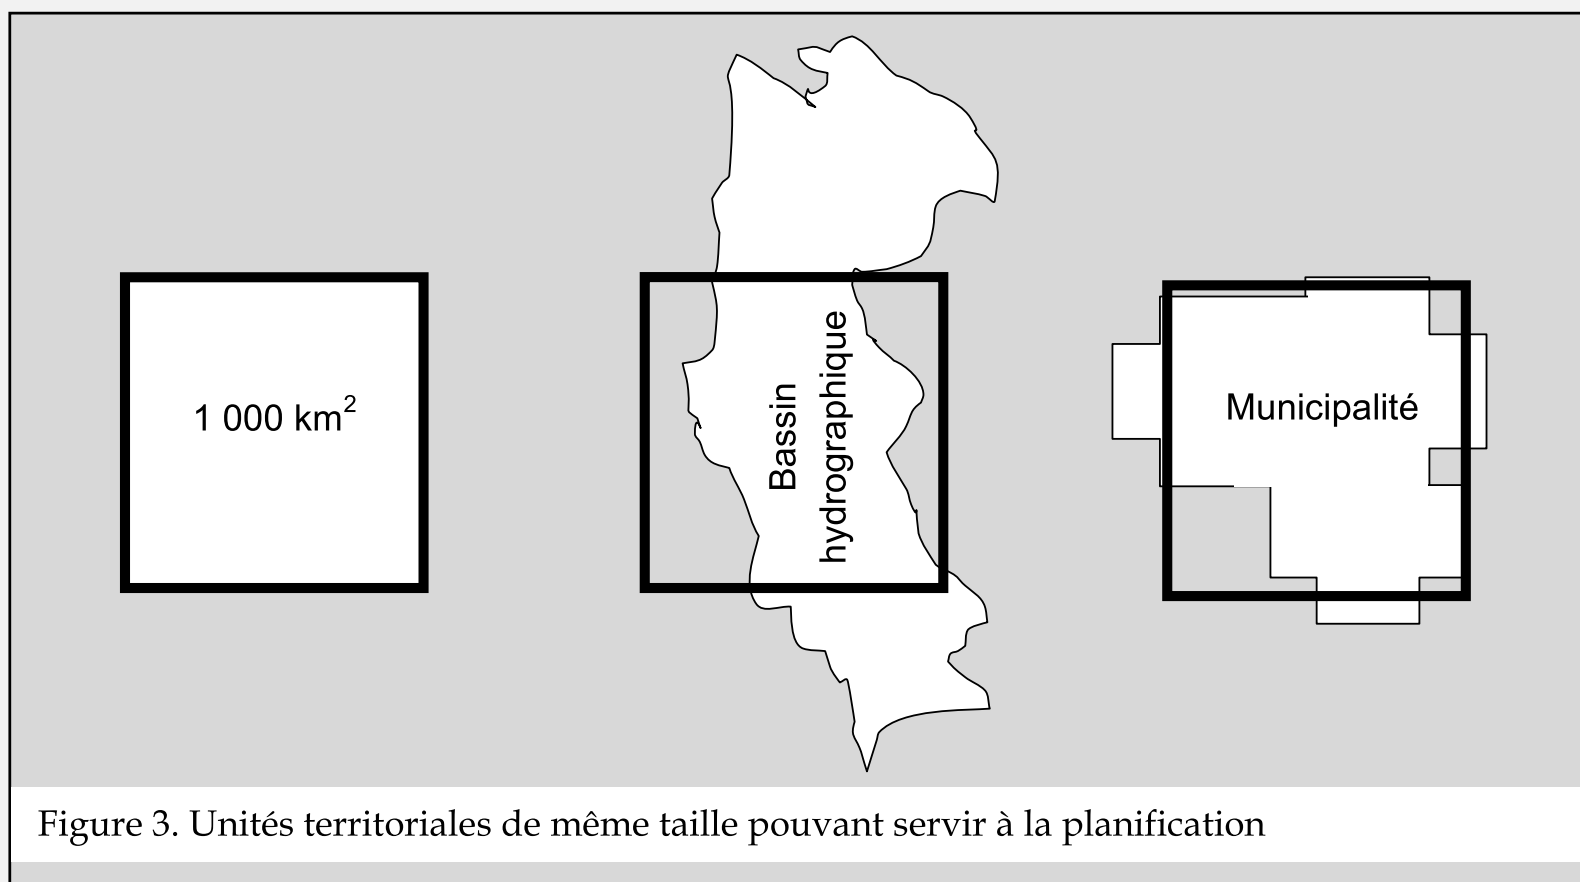 1 000 km²
Bassin
hydrographique
Municipalité
Figure 3. Unités territoriales de même taille pouvant servir à la planification